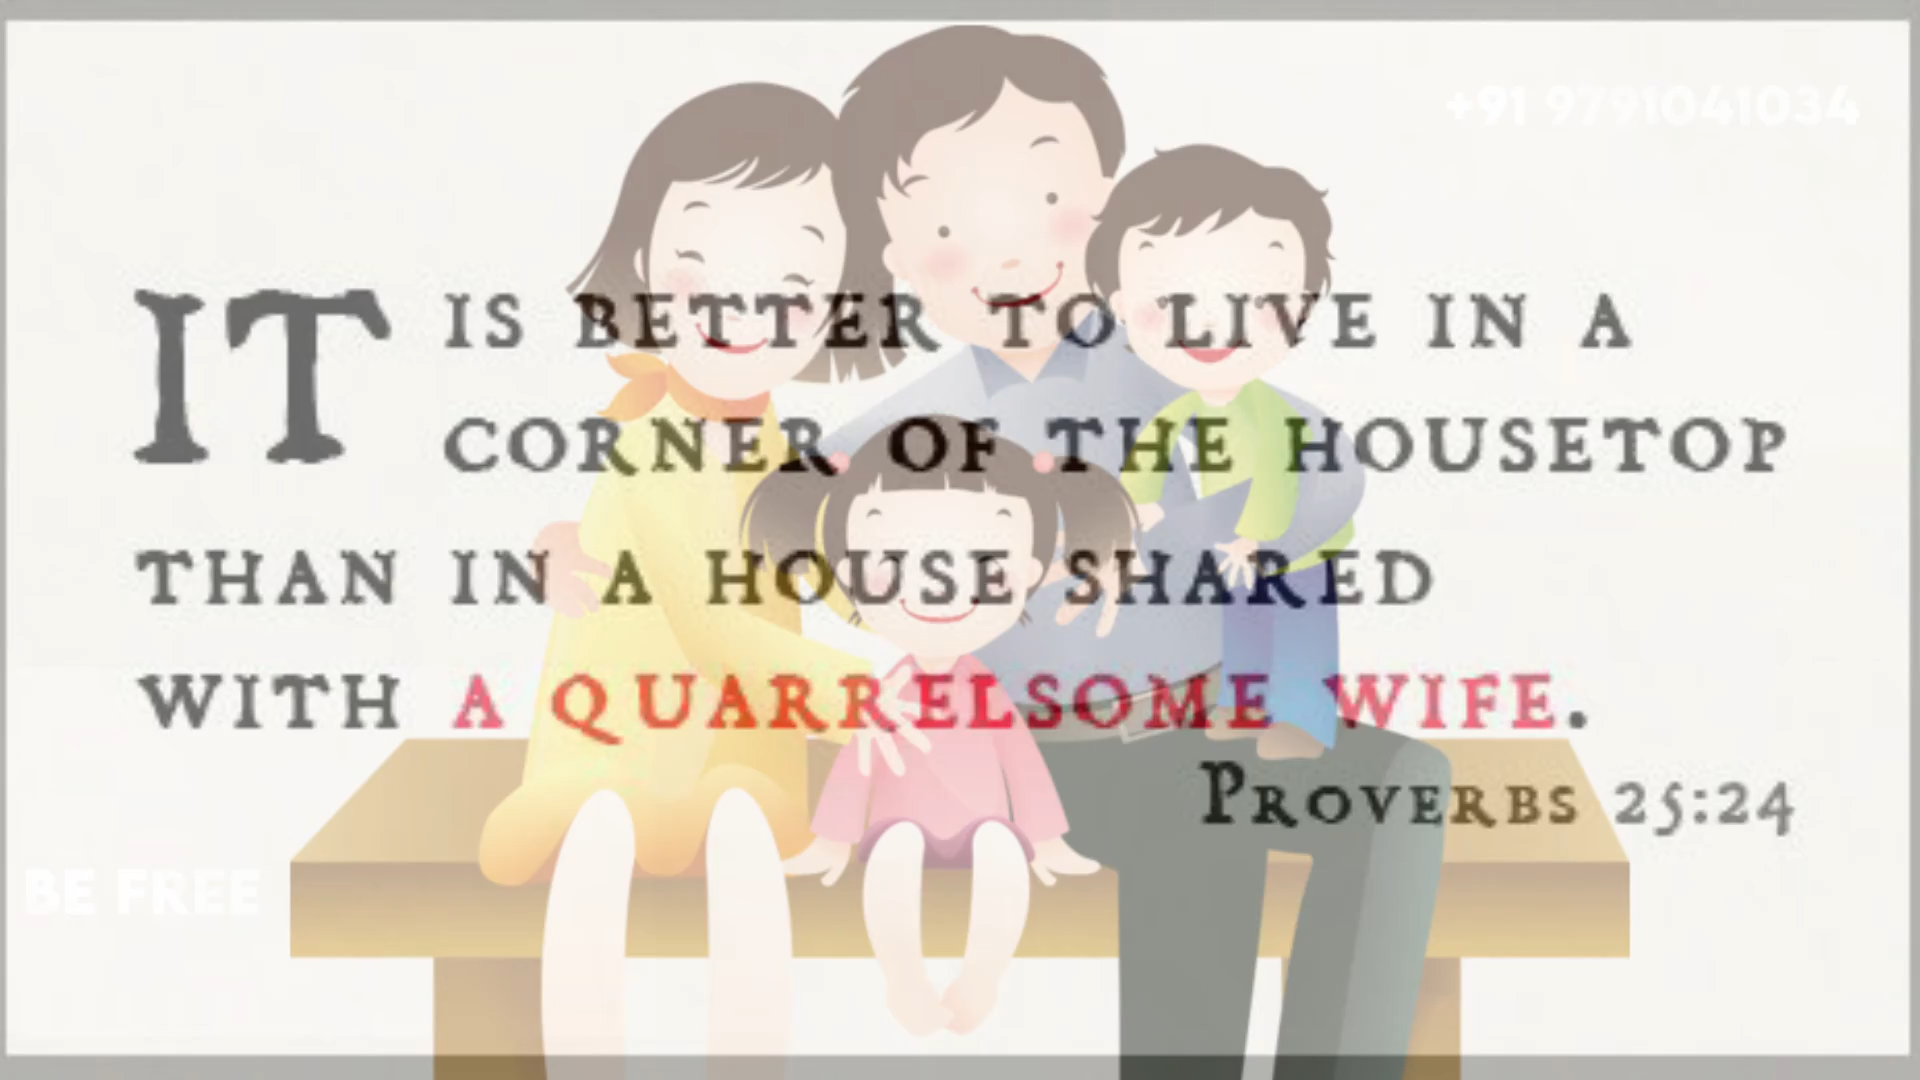 +91 9791041034
IT IS BETTER TO LIVE IN A
CORNER OF THE HOUSETOP
THAN IN A HOUSE SHARED
WITH A QUARRELSOME WIFE.
PROVERBS 25:24
BE FREE